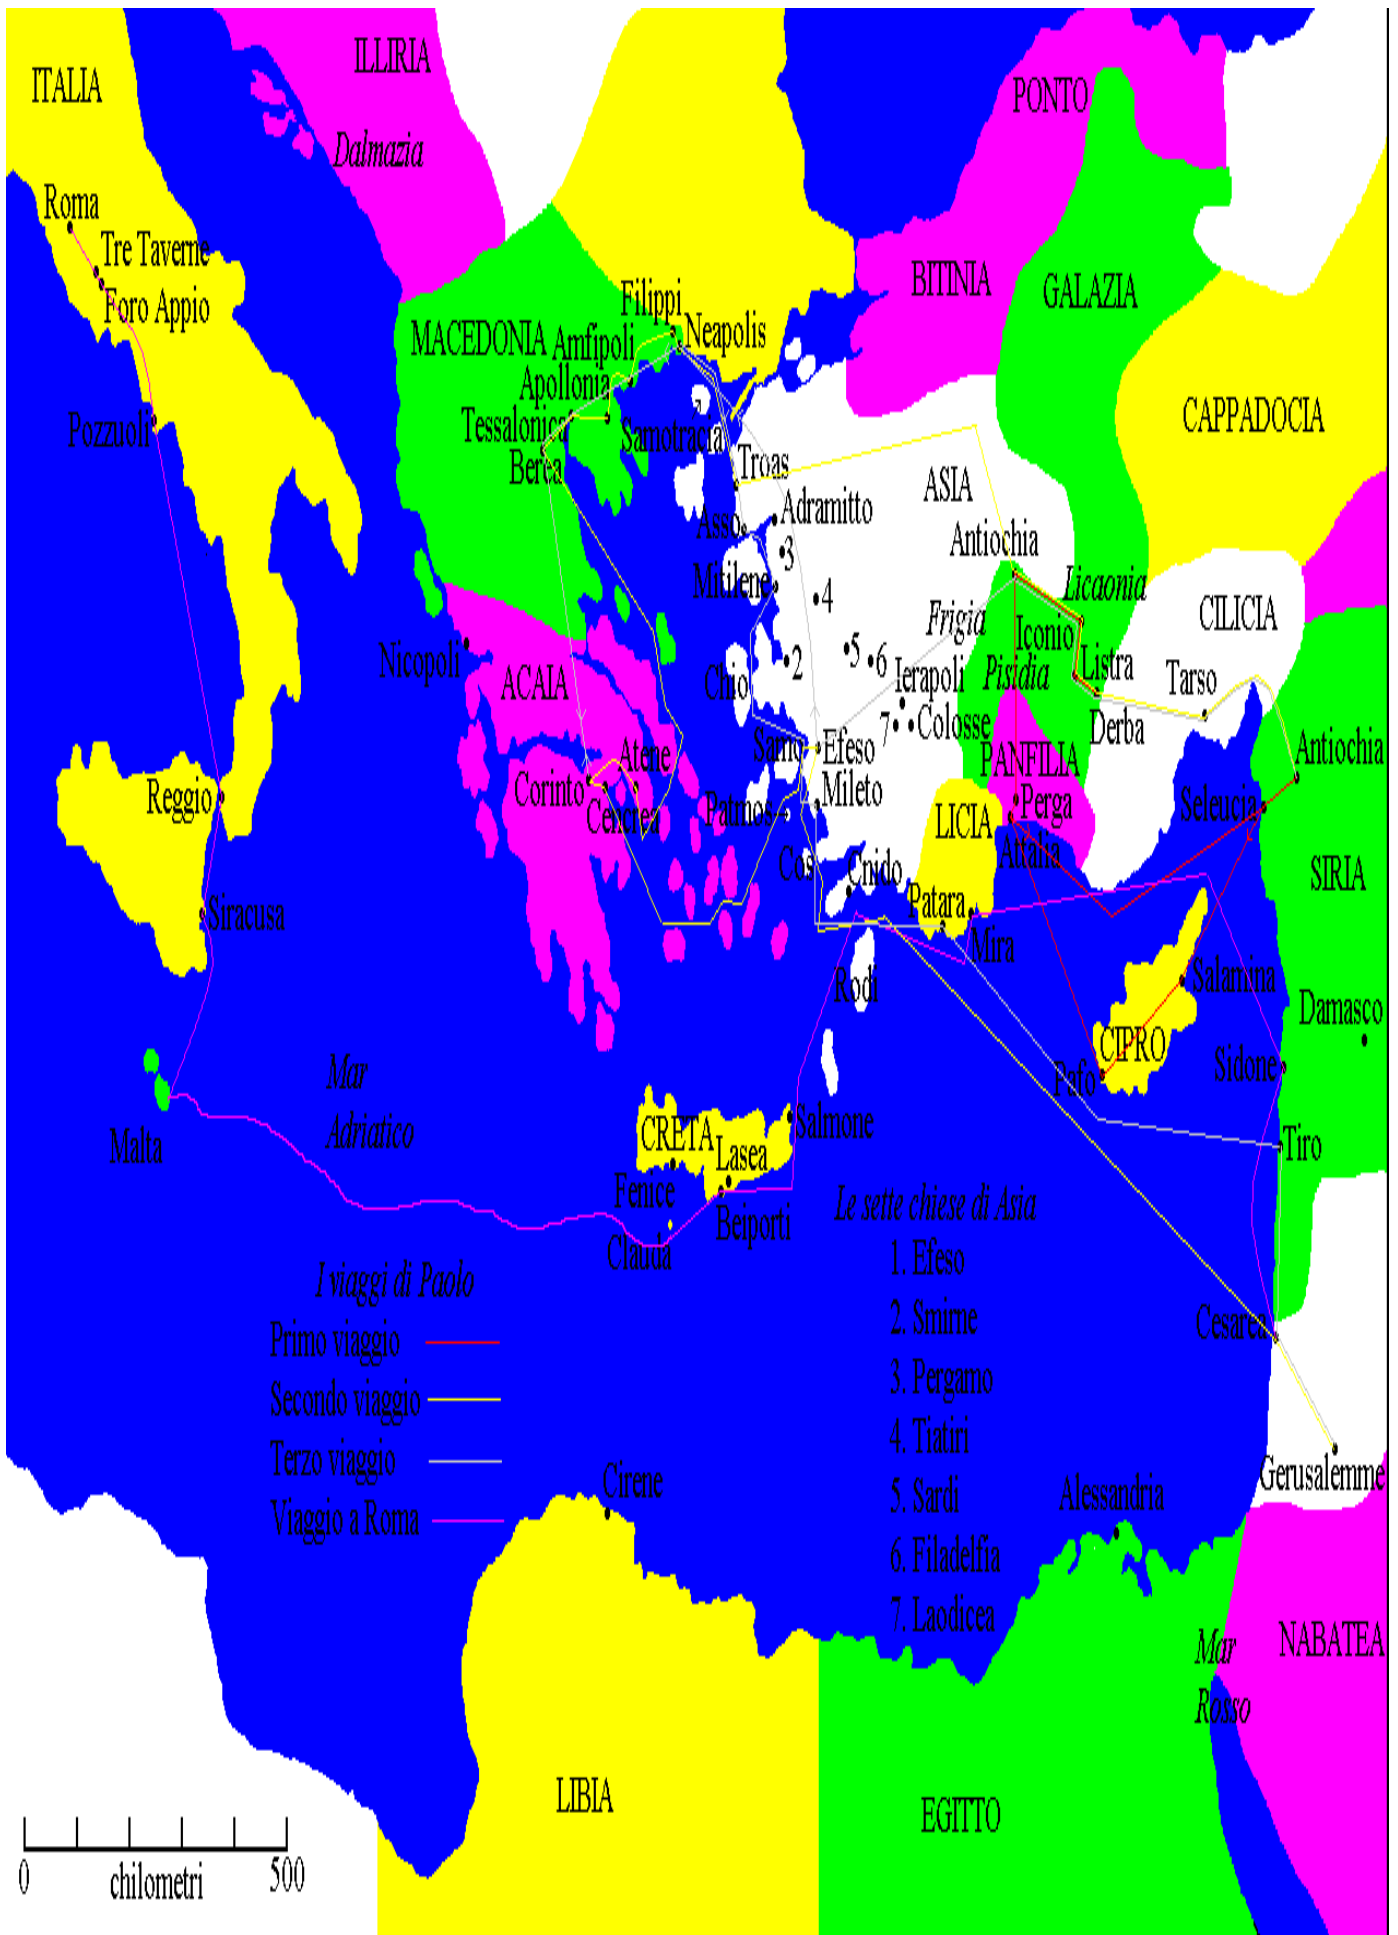 ITALIA
ILLIRIA
Dalmazia
PONTO
Roma
Tre Taverne
Foro Appio
BITINIA
GALAZIA
Filippi
Neapolis
MACEDONIA
Amfipoli
Apollonia
Tessalonica
Berea
Samotracia
CAPPADOCIA
Pozzuoli
Troas
ASIA
Adramitto
Asso
3
Antiochia
Mitilene
4
Licaonia
Frigia
CILICIA
Iconio
Nicopoli
ACAIA
Chio
2
5
6
Ierapoli
Pisidia
Listra
Tarso
7
Colosse
Derba
Samo
Efeso
Atene
PANFILIA
Antiochia
Corinto
Cencrea
Reggio
Mileto
Patmos
Perga
Seleucia
LICIA
Attalia
Cos
Cnido
SIRIA
Siracusa
Patara
Mira
Rodi
Salamina
Damasco
CIPRO
Pafo
Sidone
Mar
Adriatico
Malta
CRETA
Salmone
Lasea
Fenice
Beiporti
Clauda
Tiro
Le sette chiese di Asia
1. Efeso
2. Smirne
3. Pergamo
4. Tiatiri
5. Sardi
6. Filadelfia
7. Laodicea
I viaggi di Paolo
Primo viaggio
Secondo viaggio
Terzo viaggio
Viaggio a Roma
Cesarea
Gerusalemme
Cirene
Alessandria
Mar
Rosso
NABATEA
LIBIA
EGITTO
0
chilometri
500